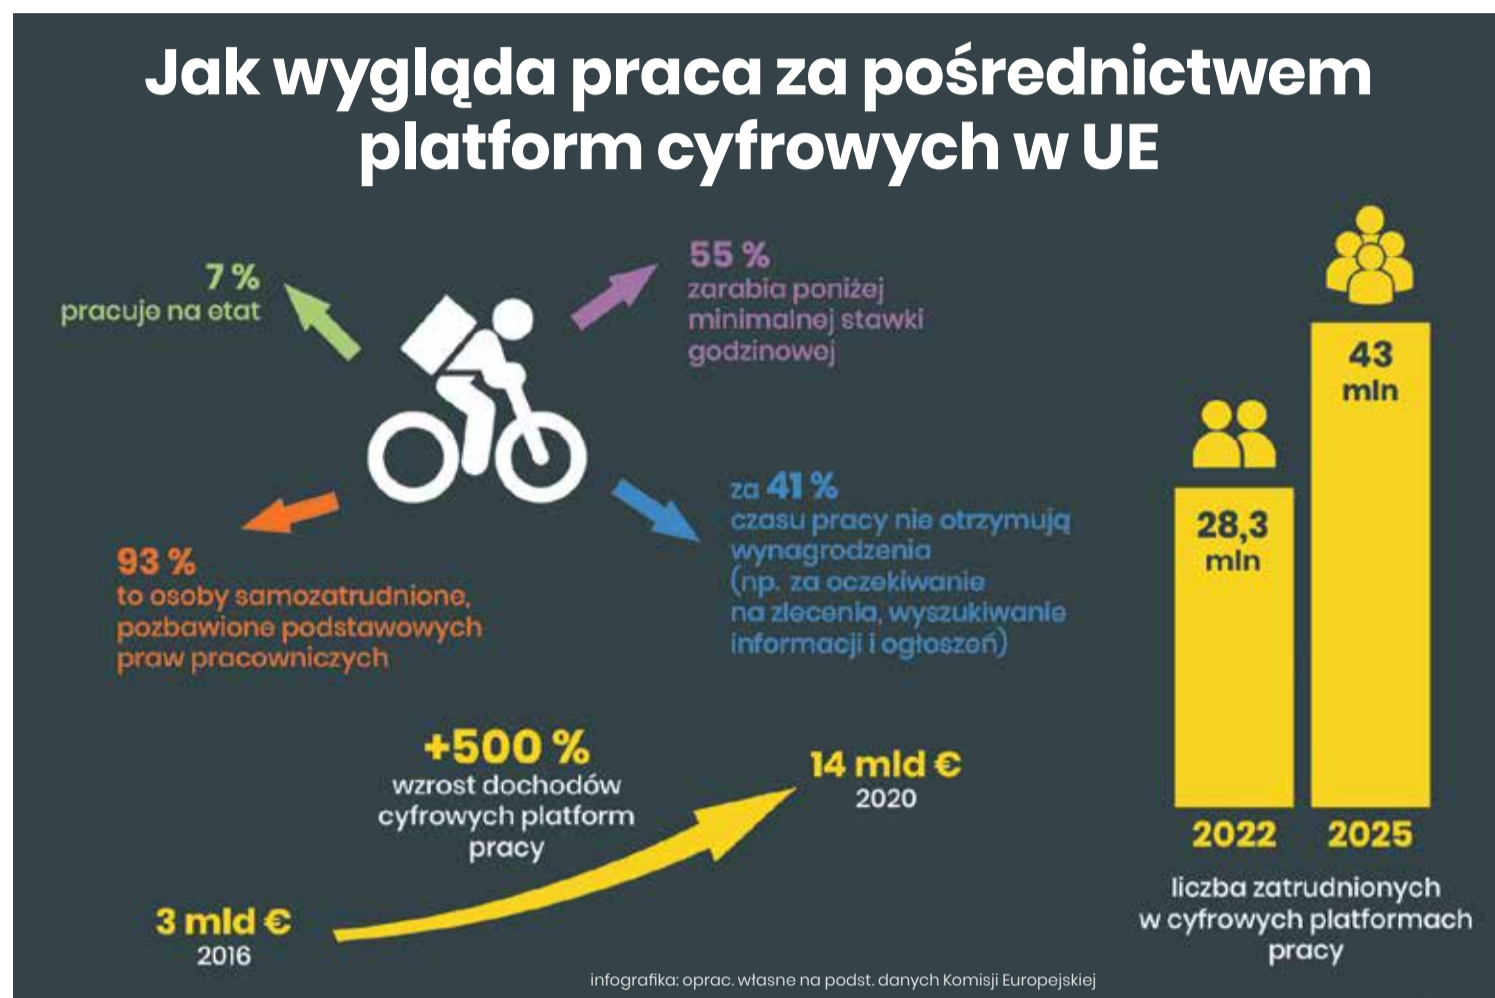 Jak wygląda praca za pośrednictwem
platform cyfrowych w UE
7 %
pracuje na etat
55 %
zarabia poniżej
minimalnej stawki
godzinowej
93 %
to osoby samozatrudnione,
pozbawione podstawowych
praw pracowniczych
za 41 %
czasu pracy nie otrzymują
wynagrodzenia
(np. za oczekiwanie
na zlecenia, wyszukiwanie
informacji i ogłoszeń)
+500 %
wzrost dochodów
cyfrowych platform
pracy
3 mld €
2016
14 mld €
2020
28,3
mln
43
mln
2022 2025
liczba zatrudnionych
w cyfrowych platformach
pracy
infografika: oprac. własne na podst. danych Komisji Europejskiej